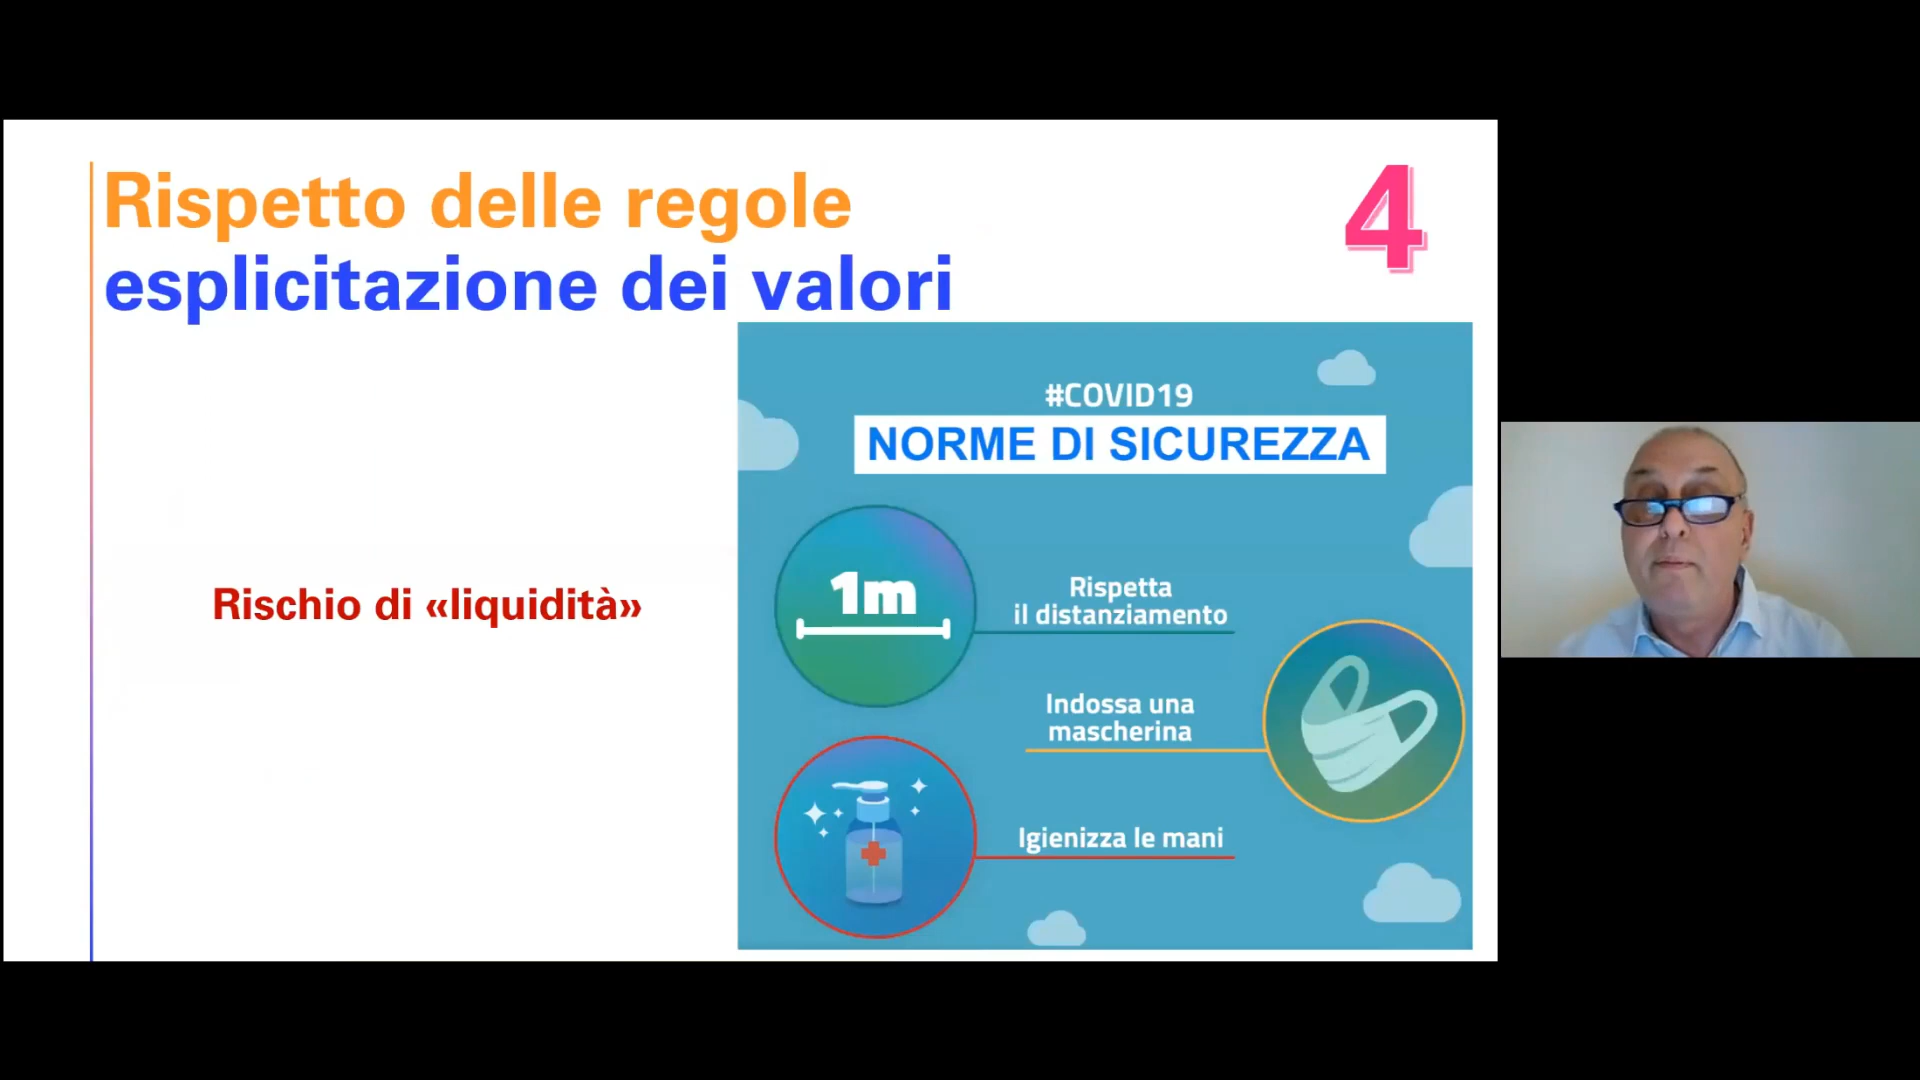 Rispetto delle regole
esplicitazione dei valori
4
Rischio di «liquidità»
#COVID19
NORME DI SICUREZZA
1m
Rispetta
il distanziamento
Indossa una
mascherina
Igienizza le mani